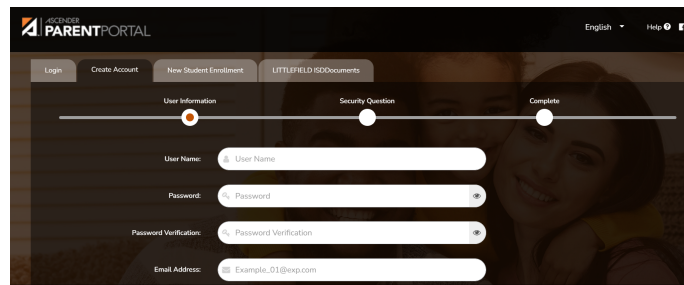 ASCENDER
PARENTPORTAL
English
Help
Login
Create Account
New Student Enrollment
LITTLEFIELD ISDDocuments
User Information
Security Question
Complete
User Name:
User Name
Password:
Password
Password Verification:
Password Verification
Email Address:
Example_01@exp.com